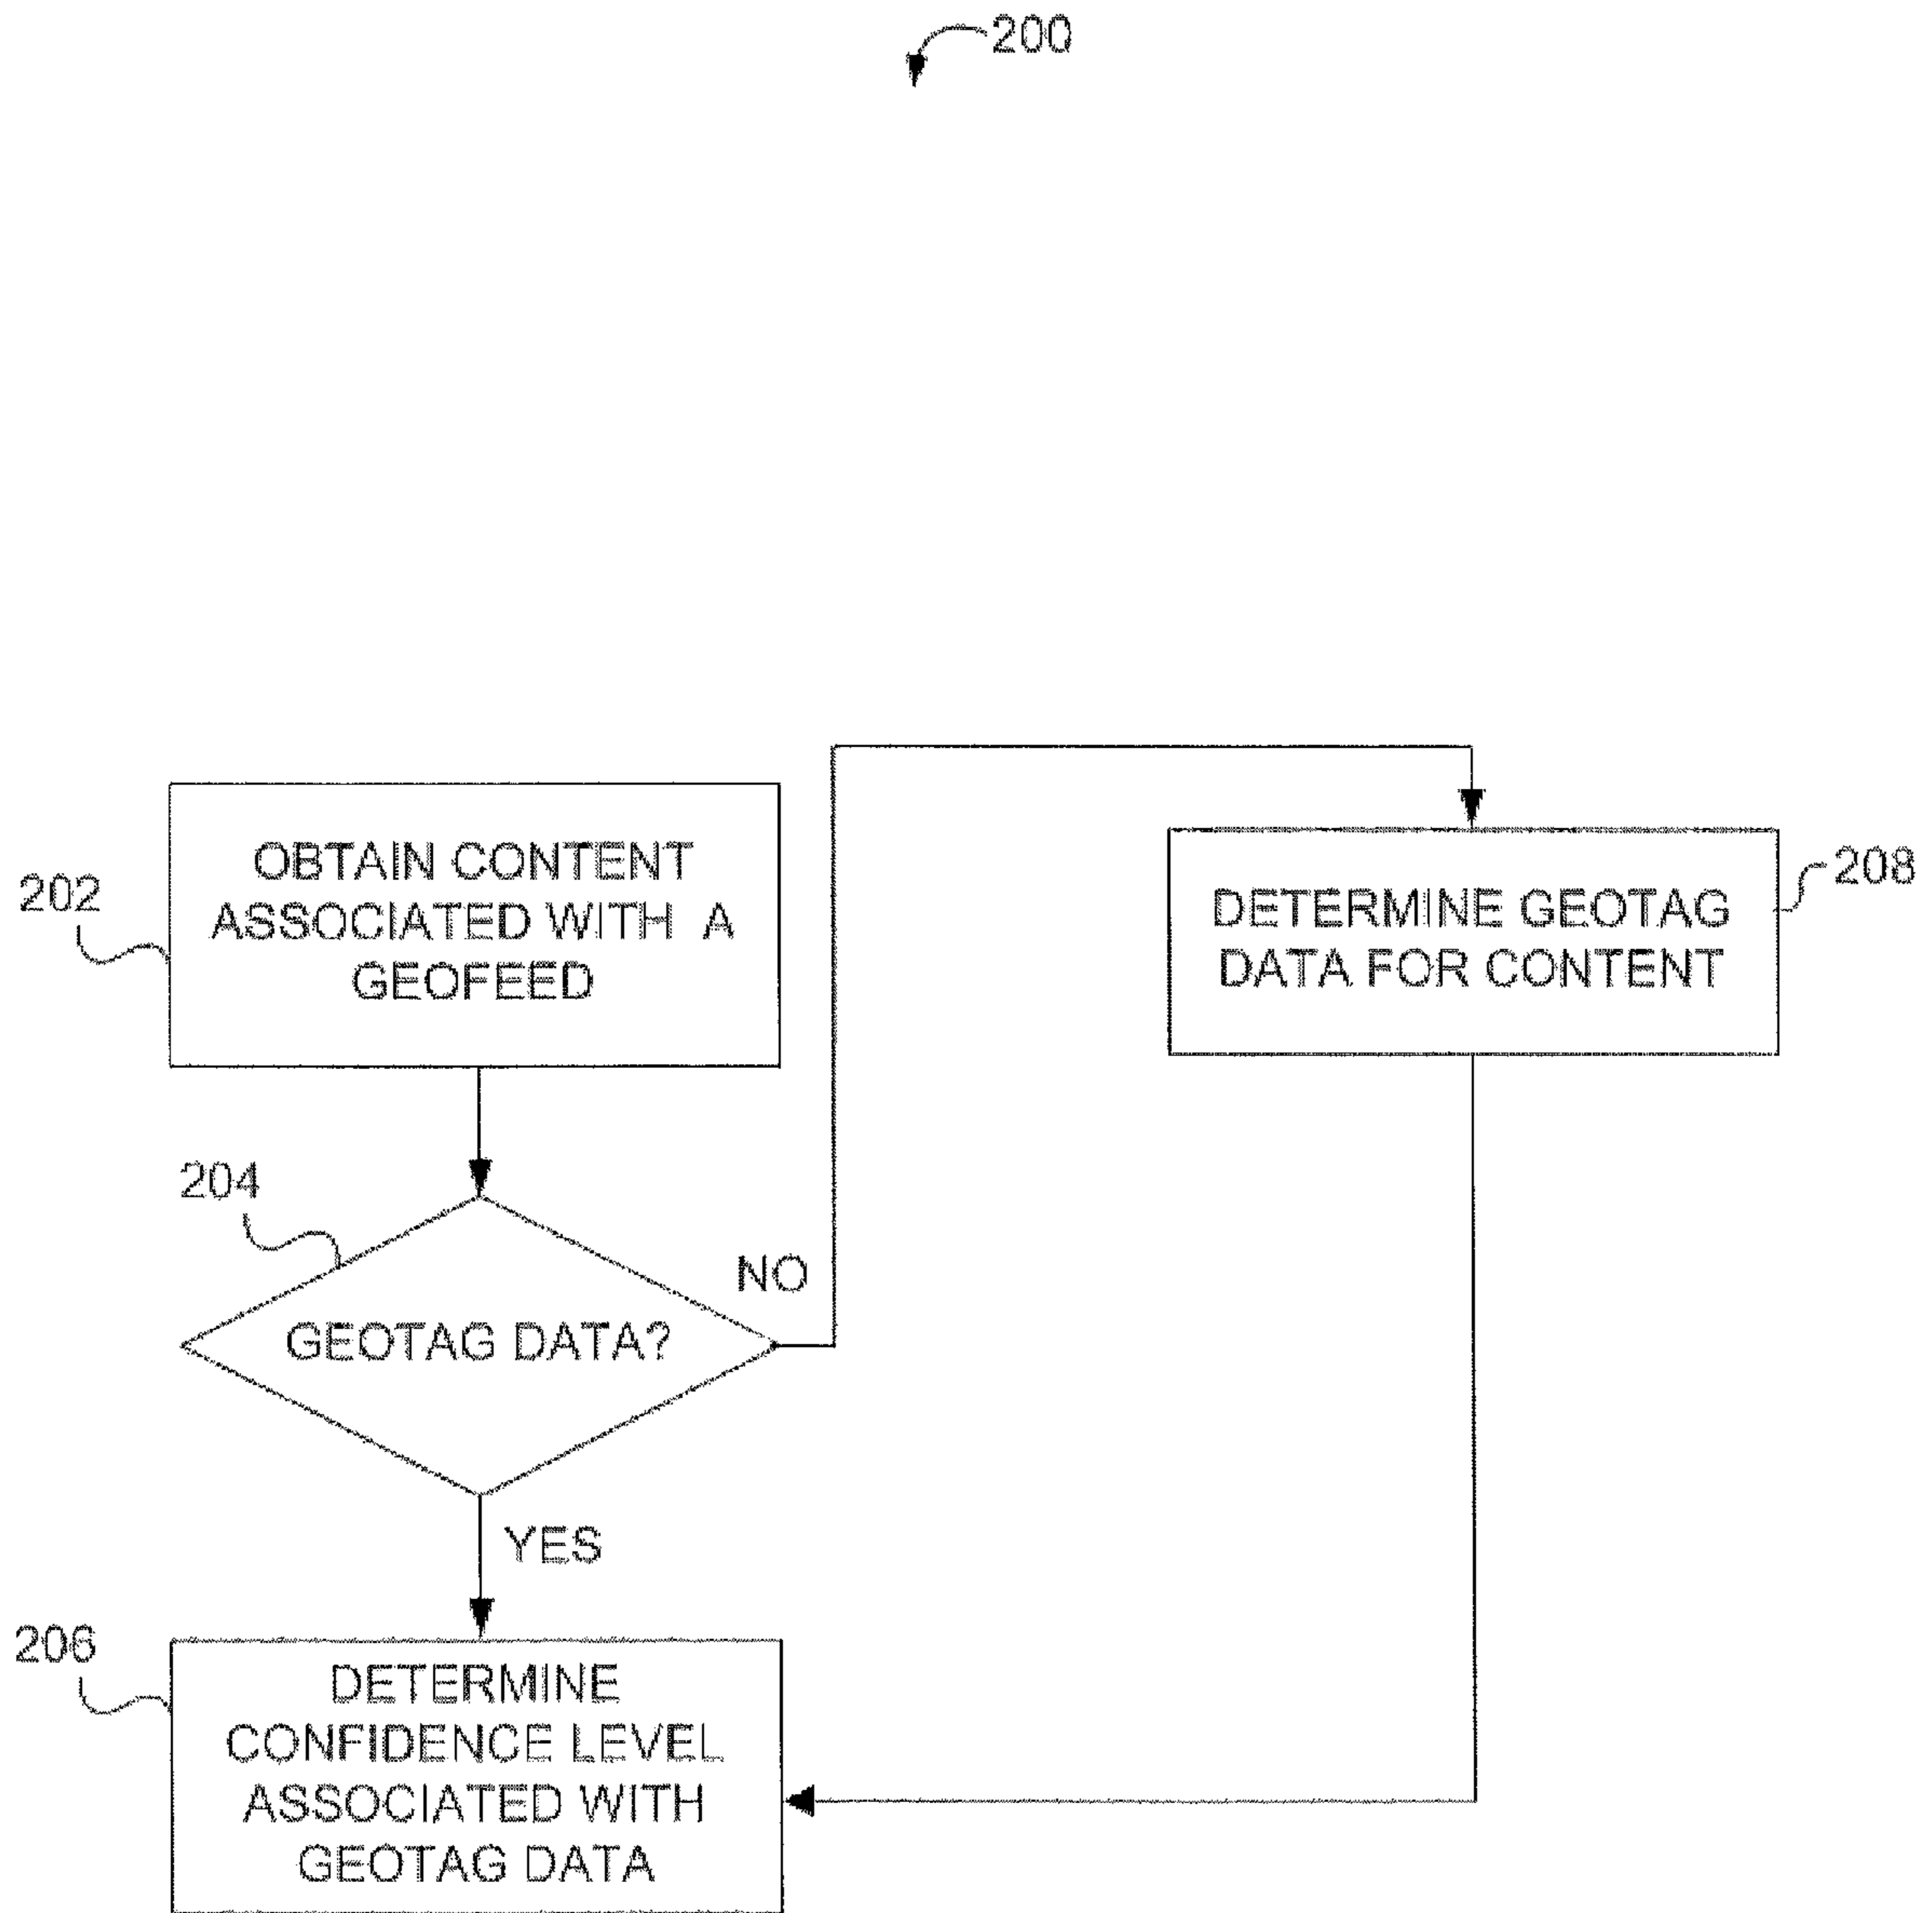 200
202
OBTAIN CONTENT
ASSOCIATED WITH A
GEOFEED
208
DETERMINE GEOTAG
DATA FOR CONTENT
204
GEOTAG DATA?
NO
YES
206
DETERMINE
CONFIDENCE LEVEL
ASSOCIATED WITH
GEOTAG DATA